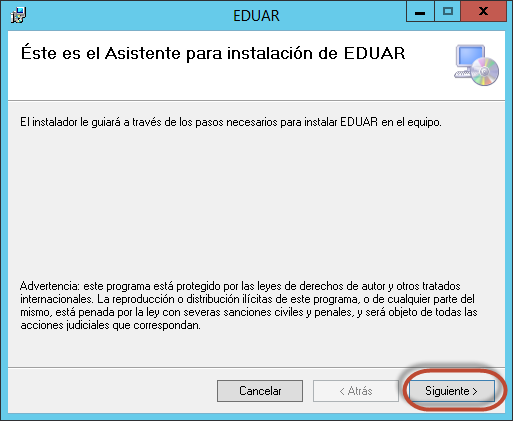 EDUAR
Éste es el Asistente para instalación de EDUAR
El instalador le guiará a través de los pasos necesarios para instalar EDUAR en el equipo.
Advertencia: este programa está protegido por las leyes de derechos de autor y otros tratados
internacionales. La reproducción o distribución ilícitas de este programa, o de cualquier parte del
mismo, está penada por la ley con severas sanciones civiles y penales, y será objeto de todas las
acciones judiciales que correspondan.
Cancelar
< Atrás
Siguiente >